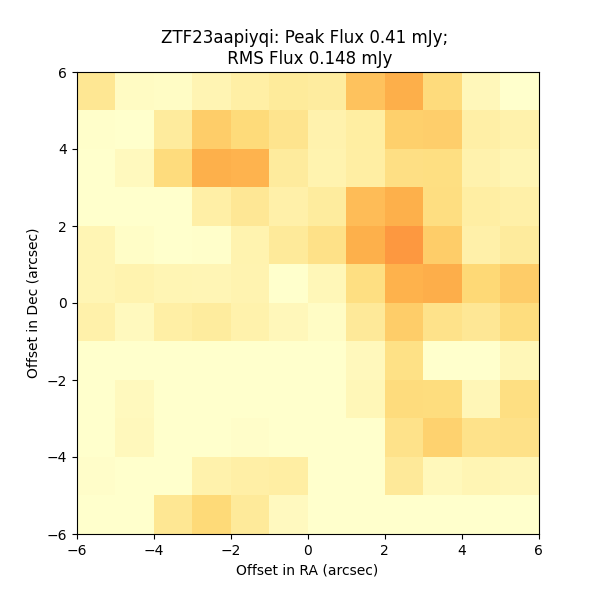 ZTF23aapiyqi: Peak Flux 0.41 mJy;
RMS Flux 0.148 mJy
6
4
2
0
−2
−4
−6
Offset in Dec (arcsec)
−6 −4 −2 0 2 4 6
Offset in RA (arcsec)